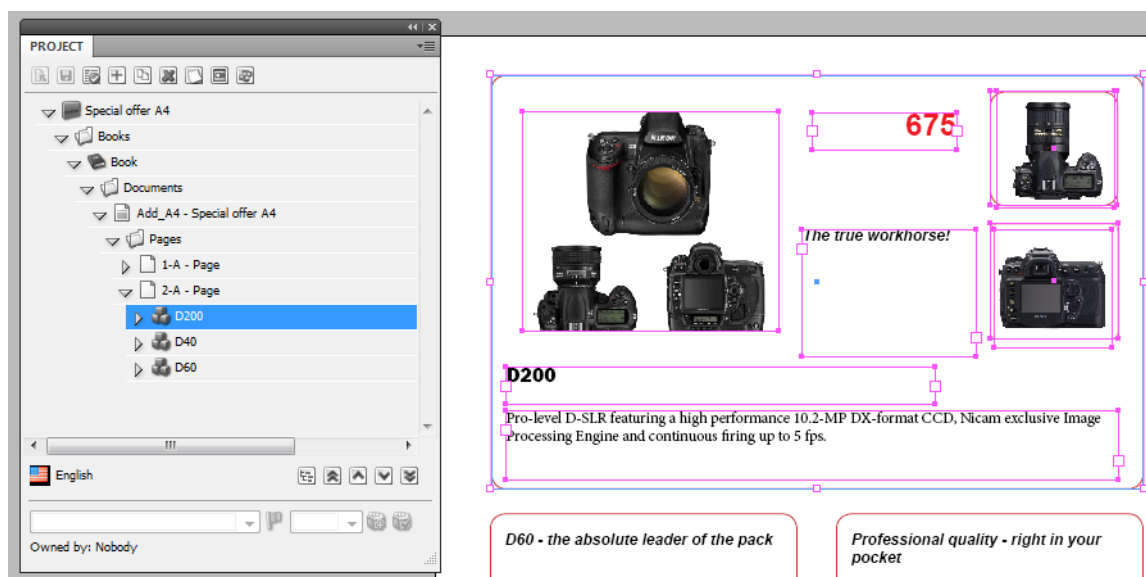 PROJECT
Special offer A4
Books
Book
Documents
Add_A4 - Special offer A4
Pages
1-A - Page
2-A - Page
D200
D40
D60
English
Owned by: Nobody
675
The true workhorse!
D200
Pro-level D-SLR featuring a high performance 10.2-MP DX-format CCD, Nicam exclusive Image
Processing Engine and continuous firing up to 5 fps.
D60 - the absolute leader of the pack
Professional quality - right in your
pocket